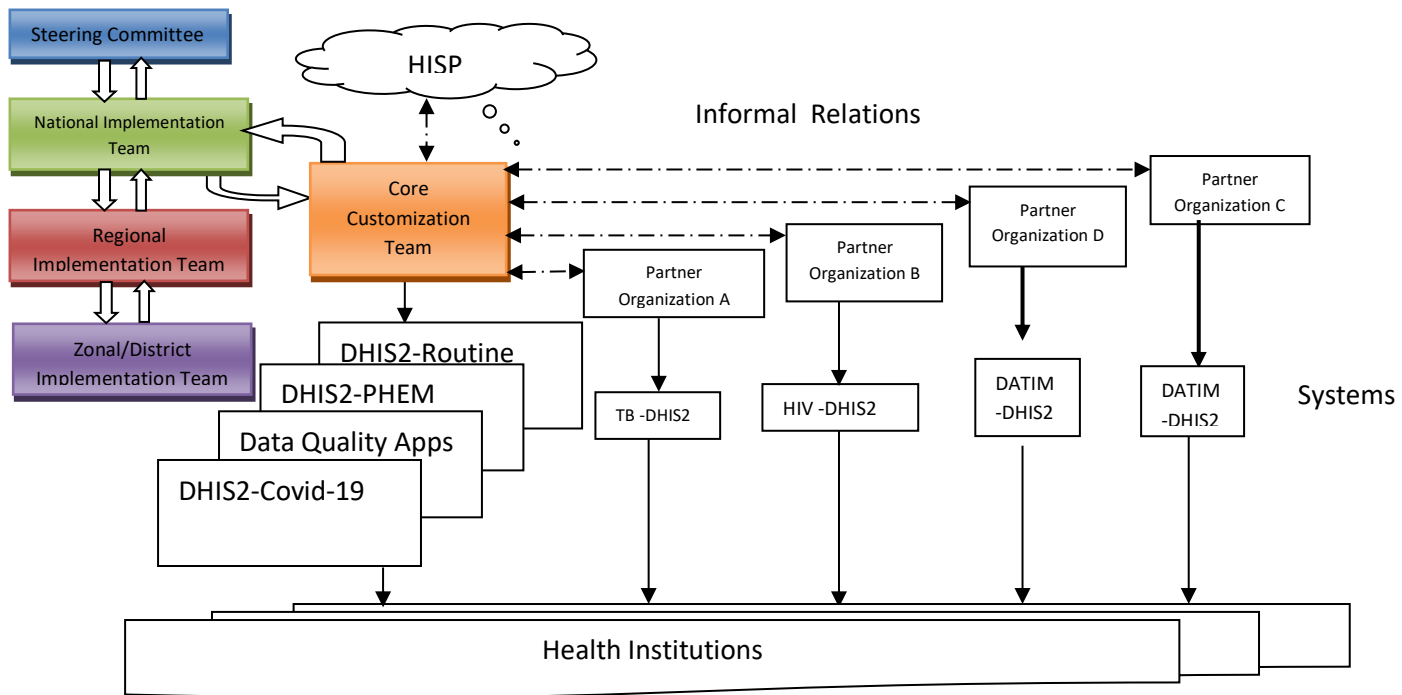 Steering Committee
HISP
National Implementation
Team
Informal Relations
Core
Customization
Team
Partner
Organization C
Partner
Organization D
Partner
Organization B
Partner
Organization A
Regional
Implementation Team
Zonal/District
Implementation Team
DHIS2-Routine
DHIS2-PHEM
Data Quality Apps
DHIS2-Covid-19
TB -DHIS2
HIV -DHIS2
DATIM
-DHIS2
DATIM
-DHIS2
Systems
Health Institutions